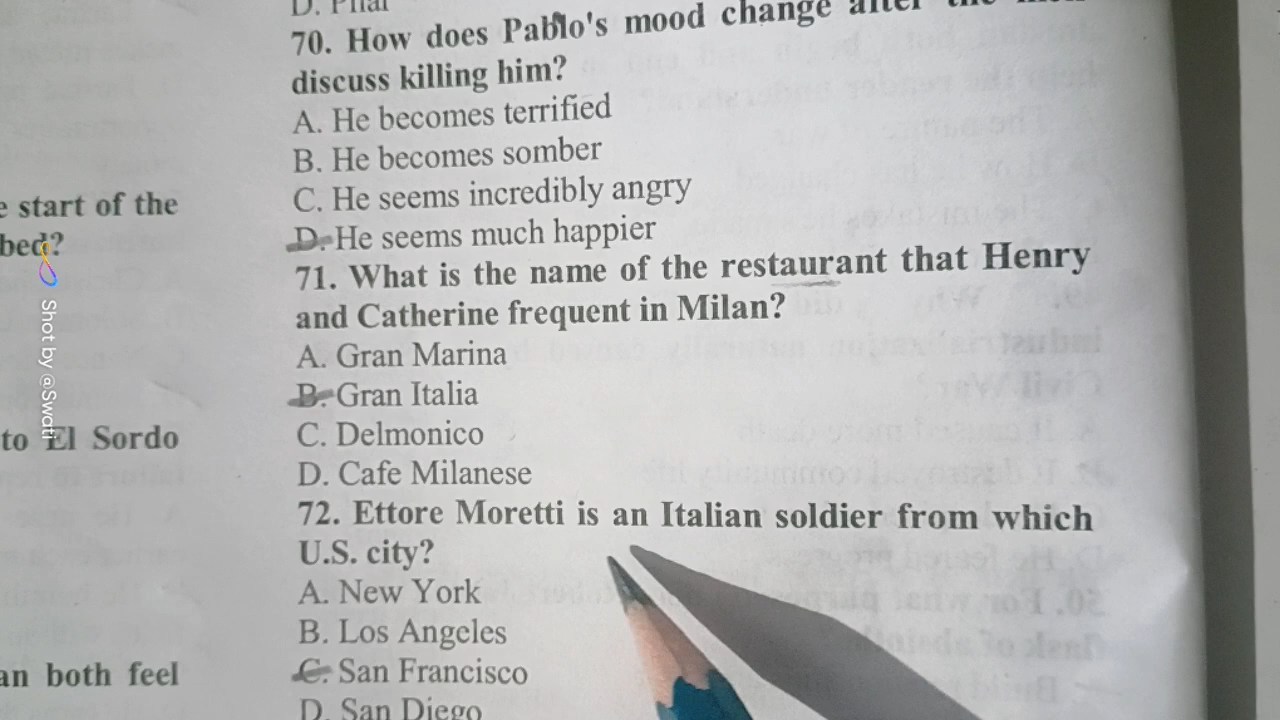 e start of the
bed?
to El Sordo
an both feel
Shot by @Swati
D. Pilar
70. How does Pablo's mood change after the
discuss killing him?
A. He becomes terrified
B. He becomes somber
C. He seems incredibly angry
D. He seems much happier
71. What is the name of the restaurant that Henry
and Catherine frequent in Milan?
A. Gran Marina
B. Gran Italia
C. Delmonico
D. Cafe Milanese
72. Ettore Moretti is an Italian soldier from which
U.S. city?
A. New York
B. Los Angeles
C. San Francisco
D. San Diego